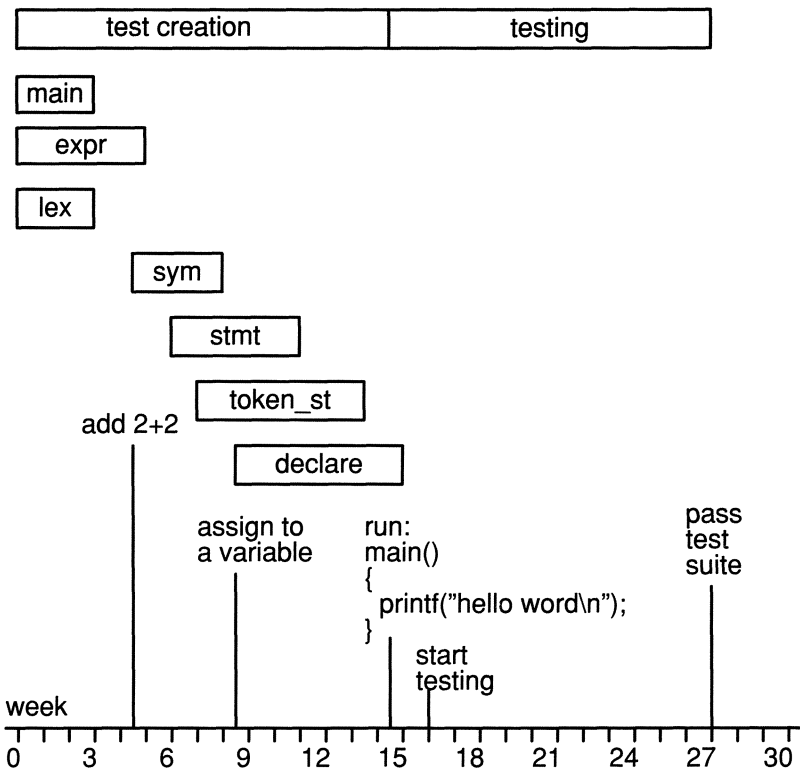 test creation testing
main
expr
lex
sym
stmt
token_st
add 2+2
declare
assign to
a variable
run:
main()
{
printf(”hello word\n”);
}
start
testing
pass
test
suite
week
0 3 6 9 12 15 18 21 24 27 30